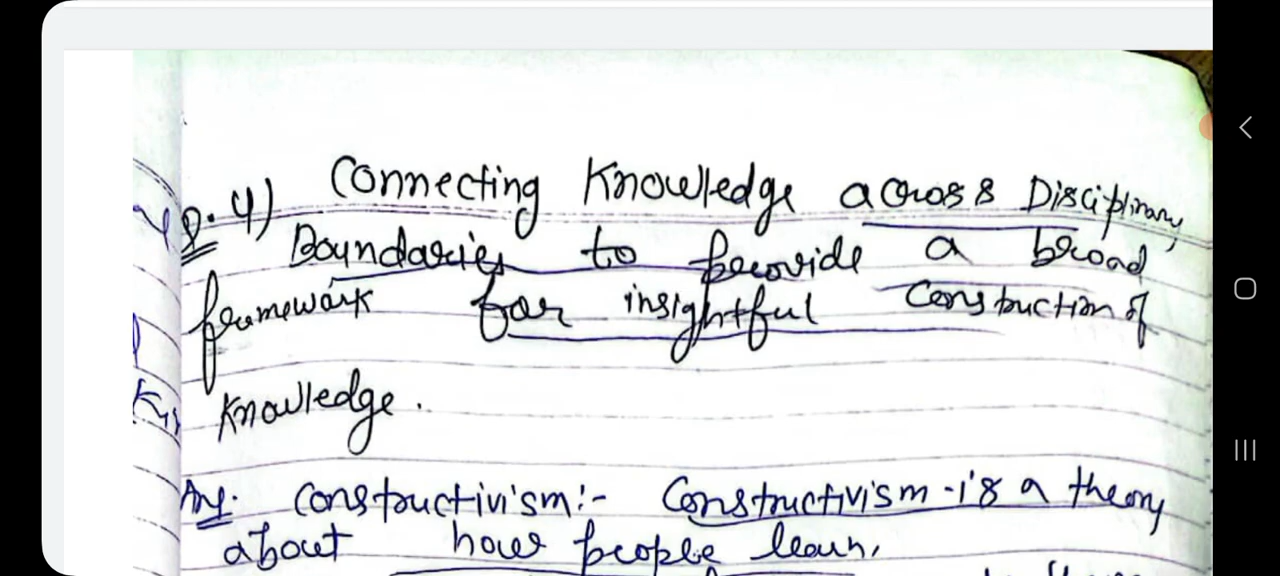 Q.4) Connecting Knowledge across Disciplinary
Boundaries to provide a broad
framework for insightful Construction of
Knowledge.
Ans. Constructivism:- Constructivism -is a theory
about how people learn,